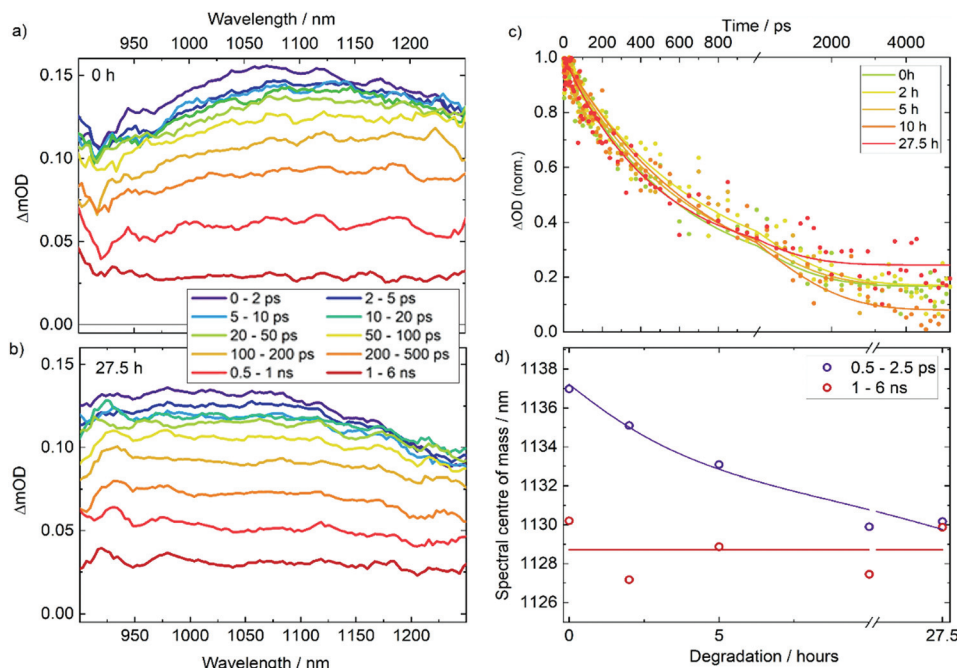 a)
Wavelength / nm
950 1000 1050 1100 1150 1200
0.15
0 h
0.10
ΔmOD
0.05
0.00
0 - 2 ps 2 - 5 ps
5 - 10 ps 10 - 20 ps
20 - 50 ps 50 - 100 ps
100 - 200 ps 200 - 500 ps
0.5 - 1 ns 1 - 6 ns
b)
0.15
27.5 h
0.10
ΔmOD
0.05
0.00
950 1000 1050 1100 1150 1200
Wavelength / nm
c)
Time / ps
0 200 400 600 800 2000 4000
1.0
0.8
0.6
0.4
0.2
0.0
ΔOD (norm.)
0h
2 h
5 h
10 h
27.5 h
d)
1138
1136
1134
1132
1130
1128
1126
Spectral centre of mass / nm
0.5 - 2.5 ps
1 - 6 ns
0 5 27.5
Degradation / hours